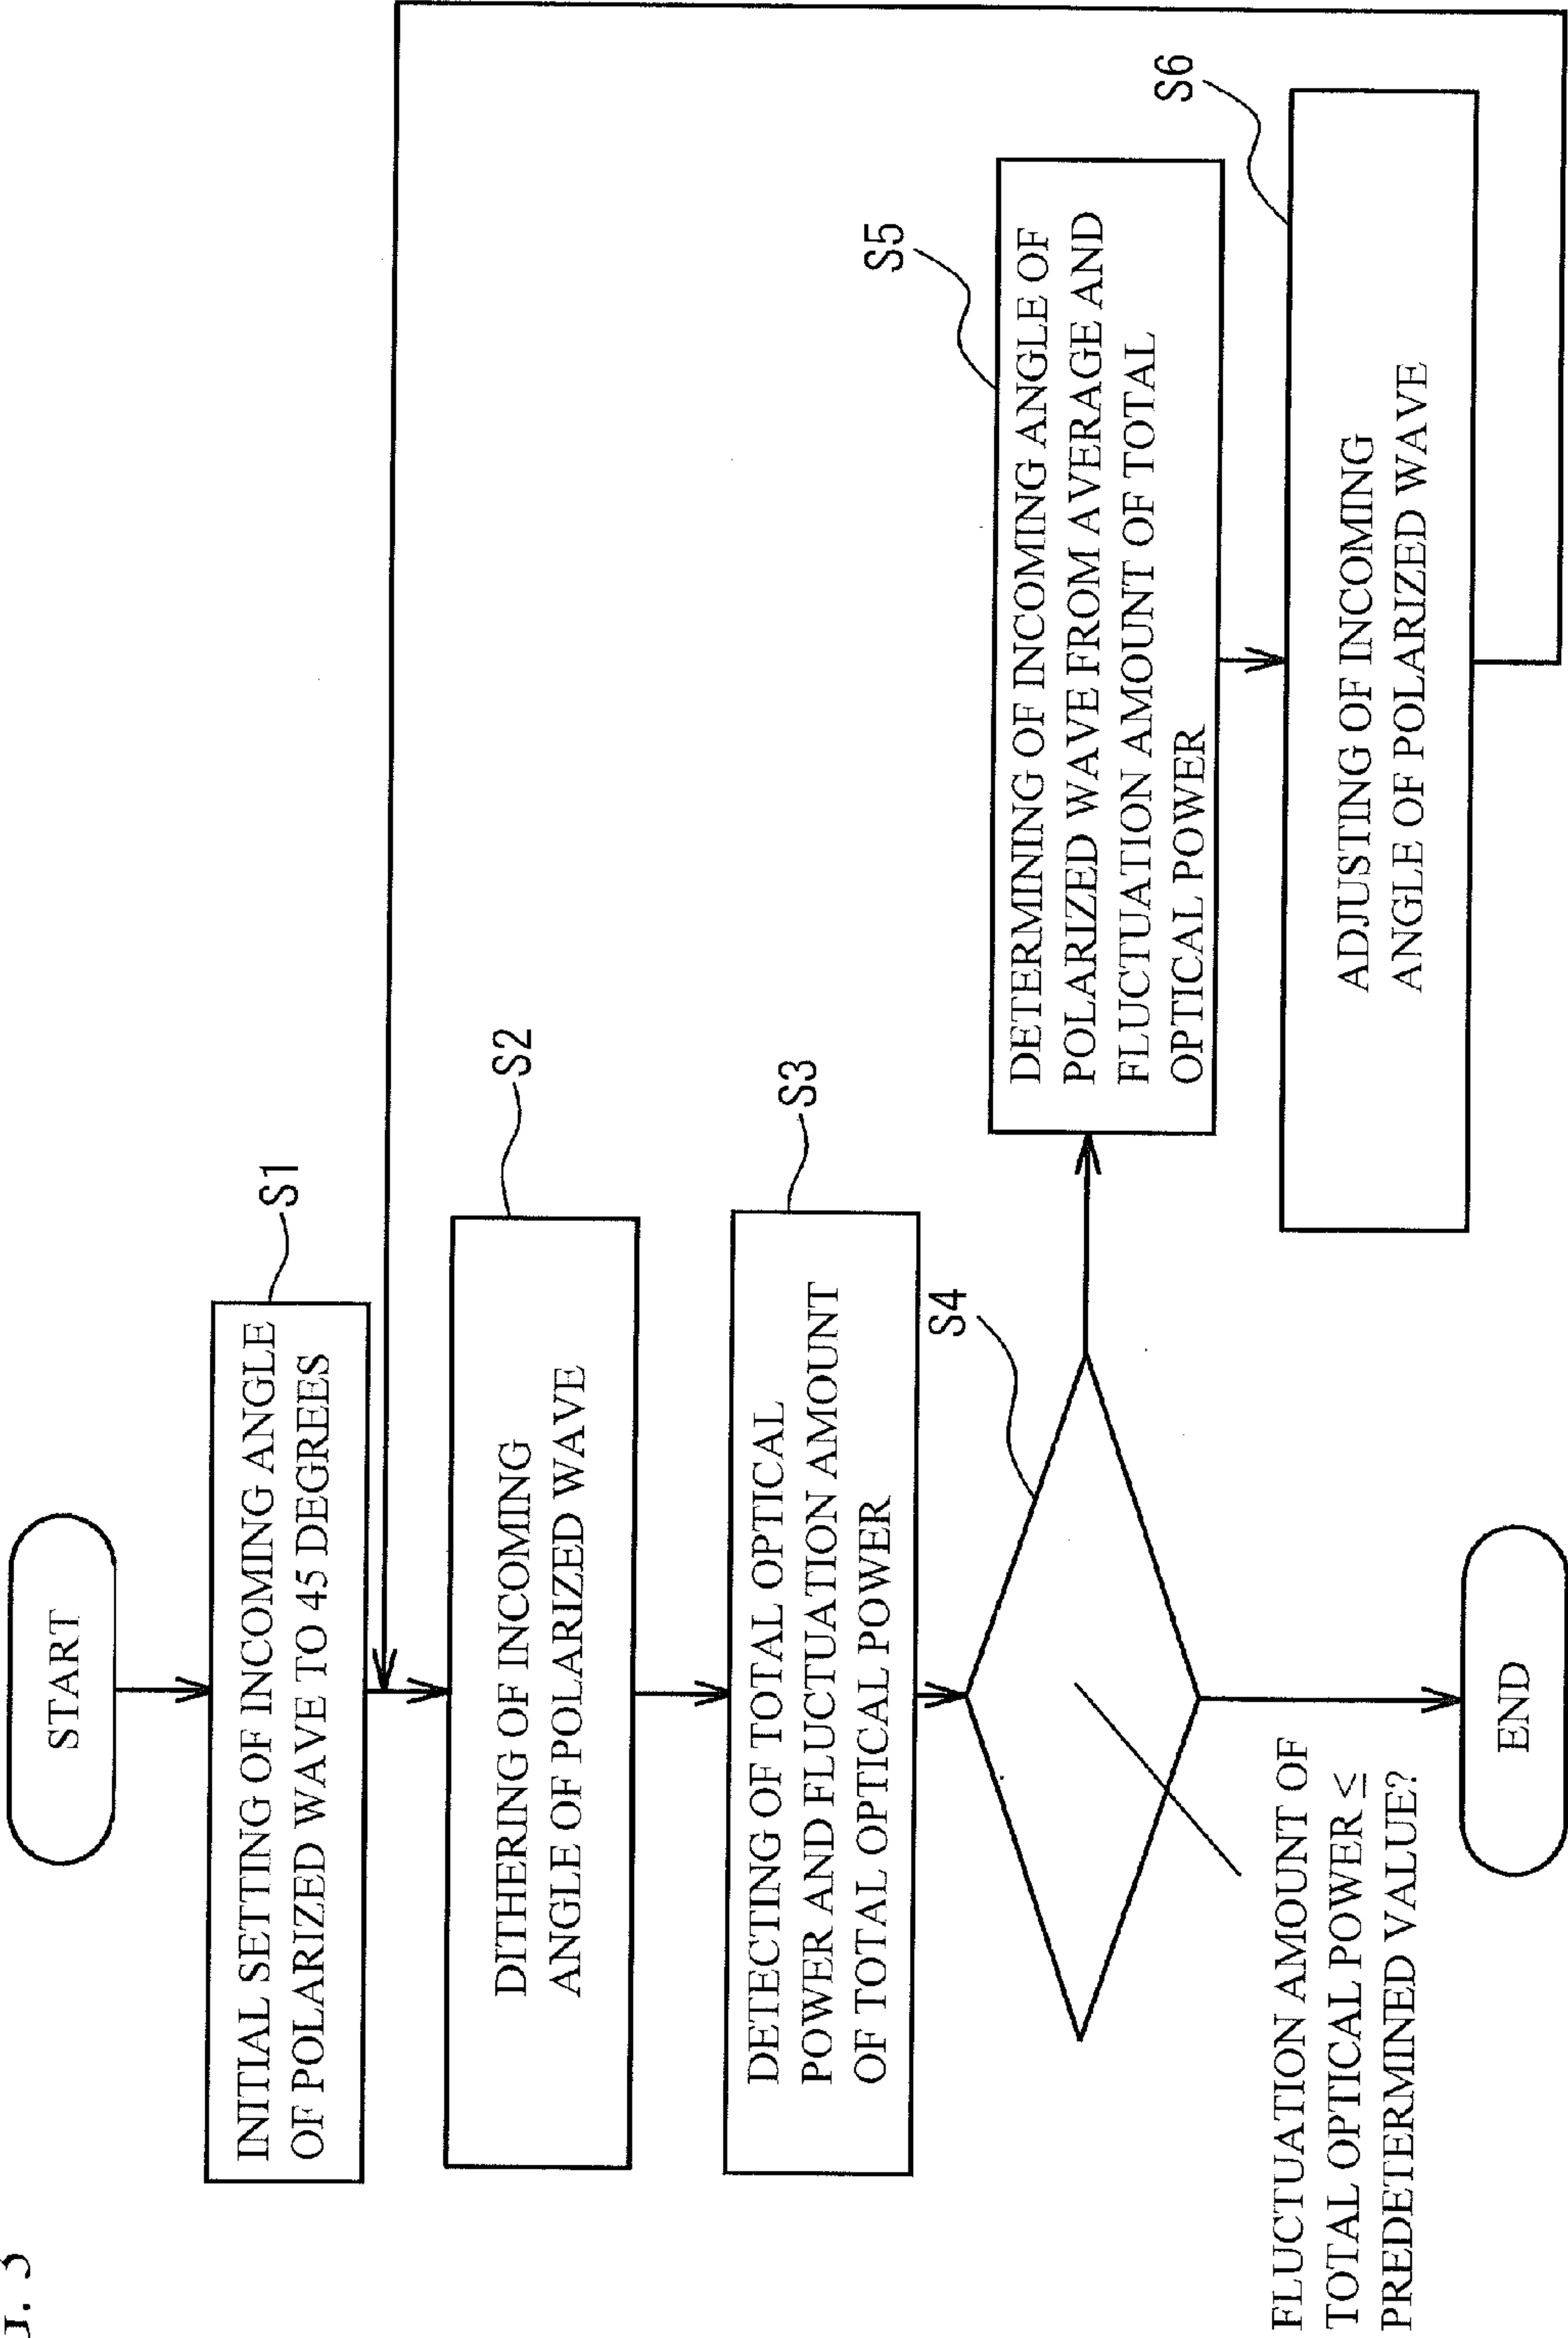 START
S1
INITIAL SETTING OF INCOMING ANGLE
OF POLARIZED WAVE TO 45 DEGREES
S2
DITHERING OF INCOMING
ANGLE OF POLARIZED WAVE
S3
DETECTING OF TOTAL OPTICAL
POWER AND FLUCTUATION AMOUNT
OF TOTAL OPTICAL POWER
S4
FLUCTUATION AMOUNT OF
TOTAL OPTICAL POWER ≤
PREDETERMINED VALUE?
S5
DETERMINING OF INCOMING ANGLE OF
POLARIZED WAVE FROM AVERAGE AND
FLUCTUATION AMOUNT OF TOTAL
OPTICAL POWER
S6
ADJUSTING OF INCOMING
ANGLE OF POLARIZED WAVE
END